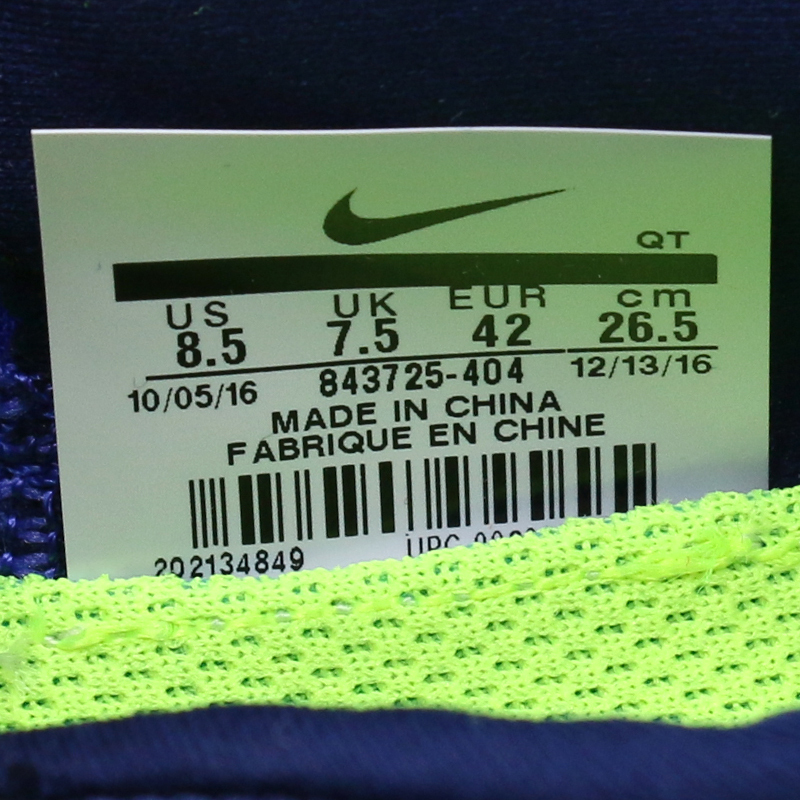 QT
US UK EUR cm
8.5 7.5 42 26.5
10/05/16 843725-404 12/13/16
MADE IN CHINA
FABRIQUE EN CHINE
202134849 UPC